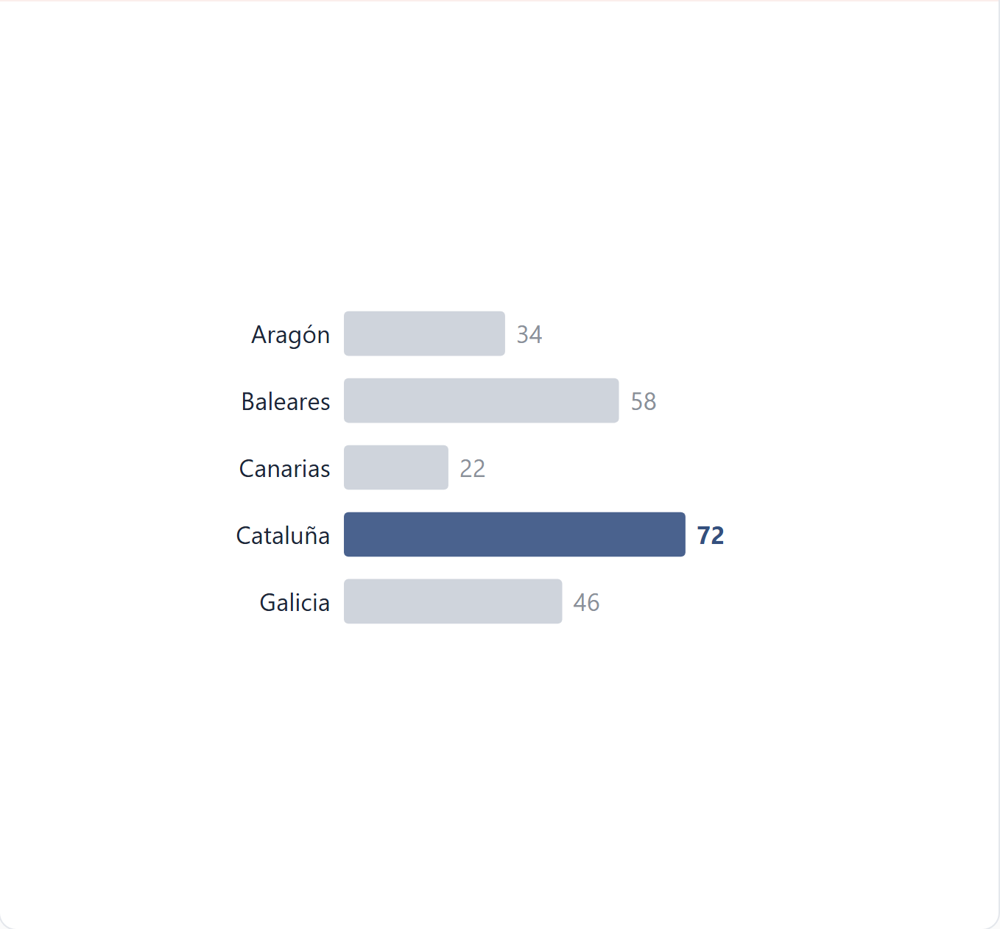 Aragón 34
Baleares 58
Canarias 22
Cataluña 72
Galicia 46